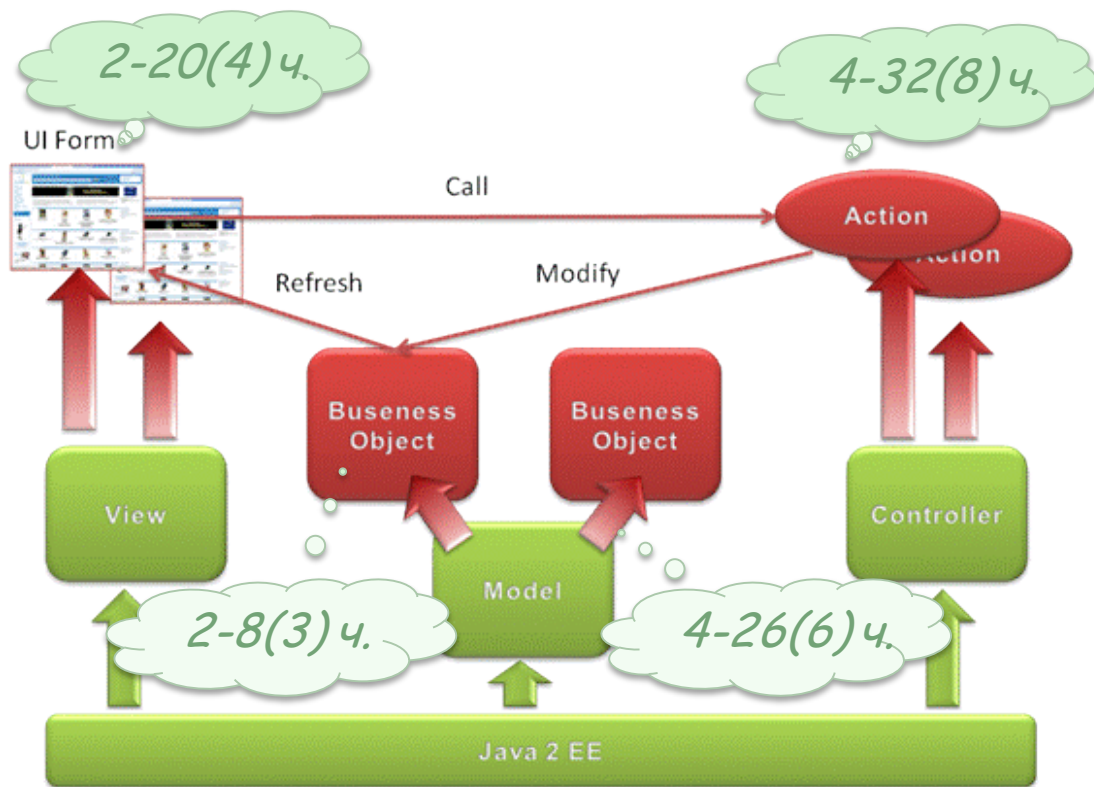 2-20(4) ч.
4-32(8) ч.
UI Form
Call
Action
Action
Refresh
Modify
Buseness
Object
Buseness
Object
View
Controller
Model
2-8(3) ч.
4-26(6) ч.
Java 2 EE